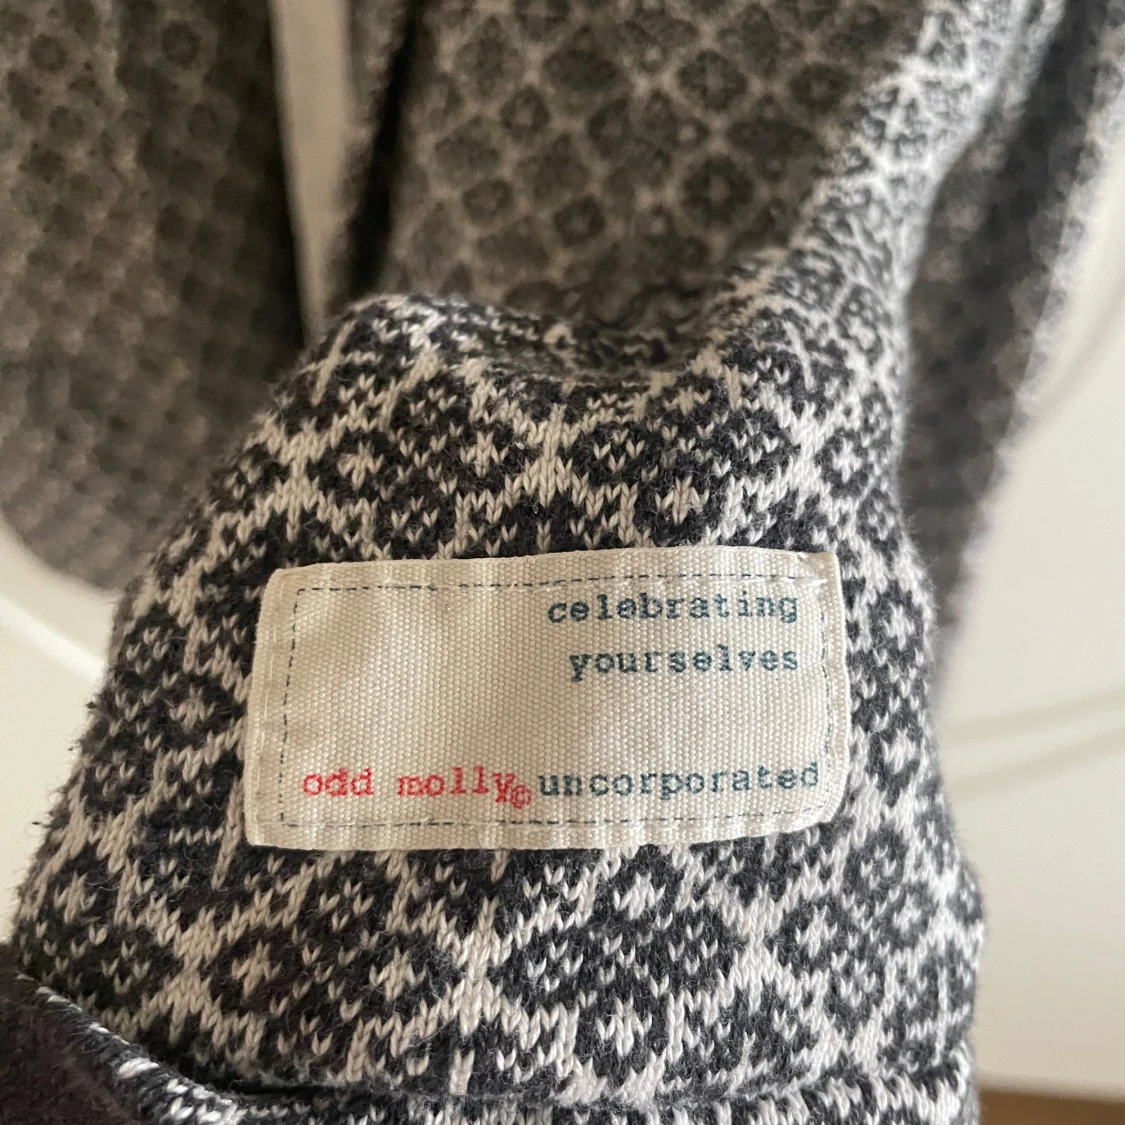 celebrating
yourselves
odd molly© uncorporated